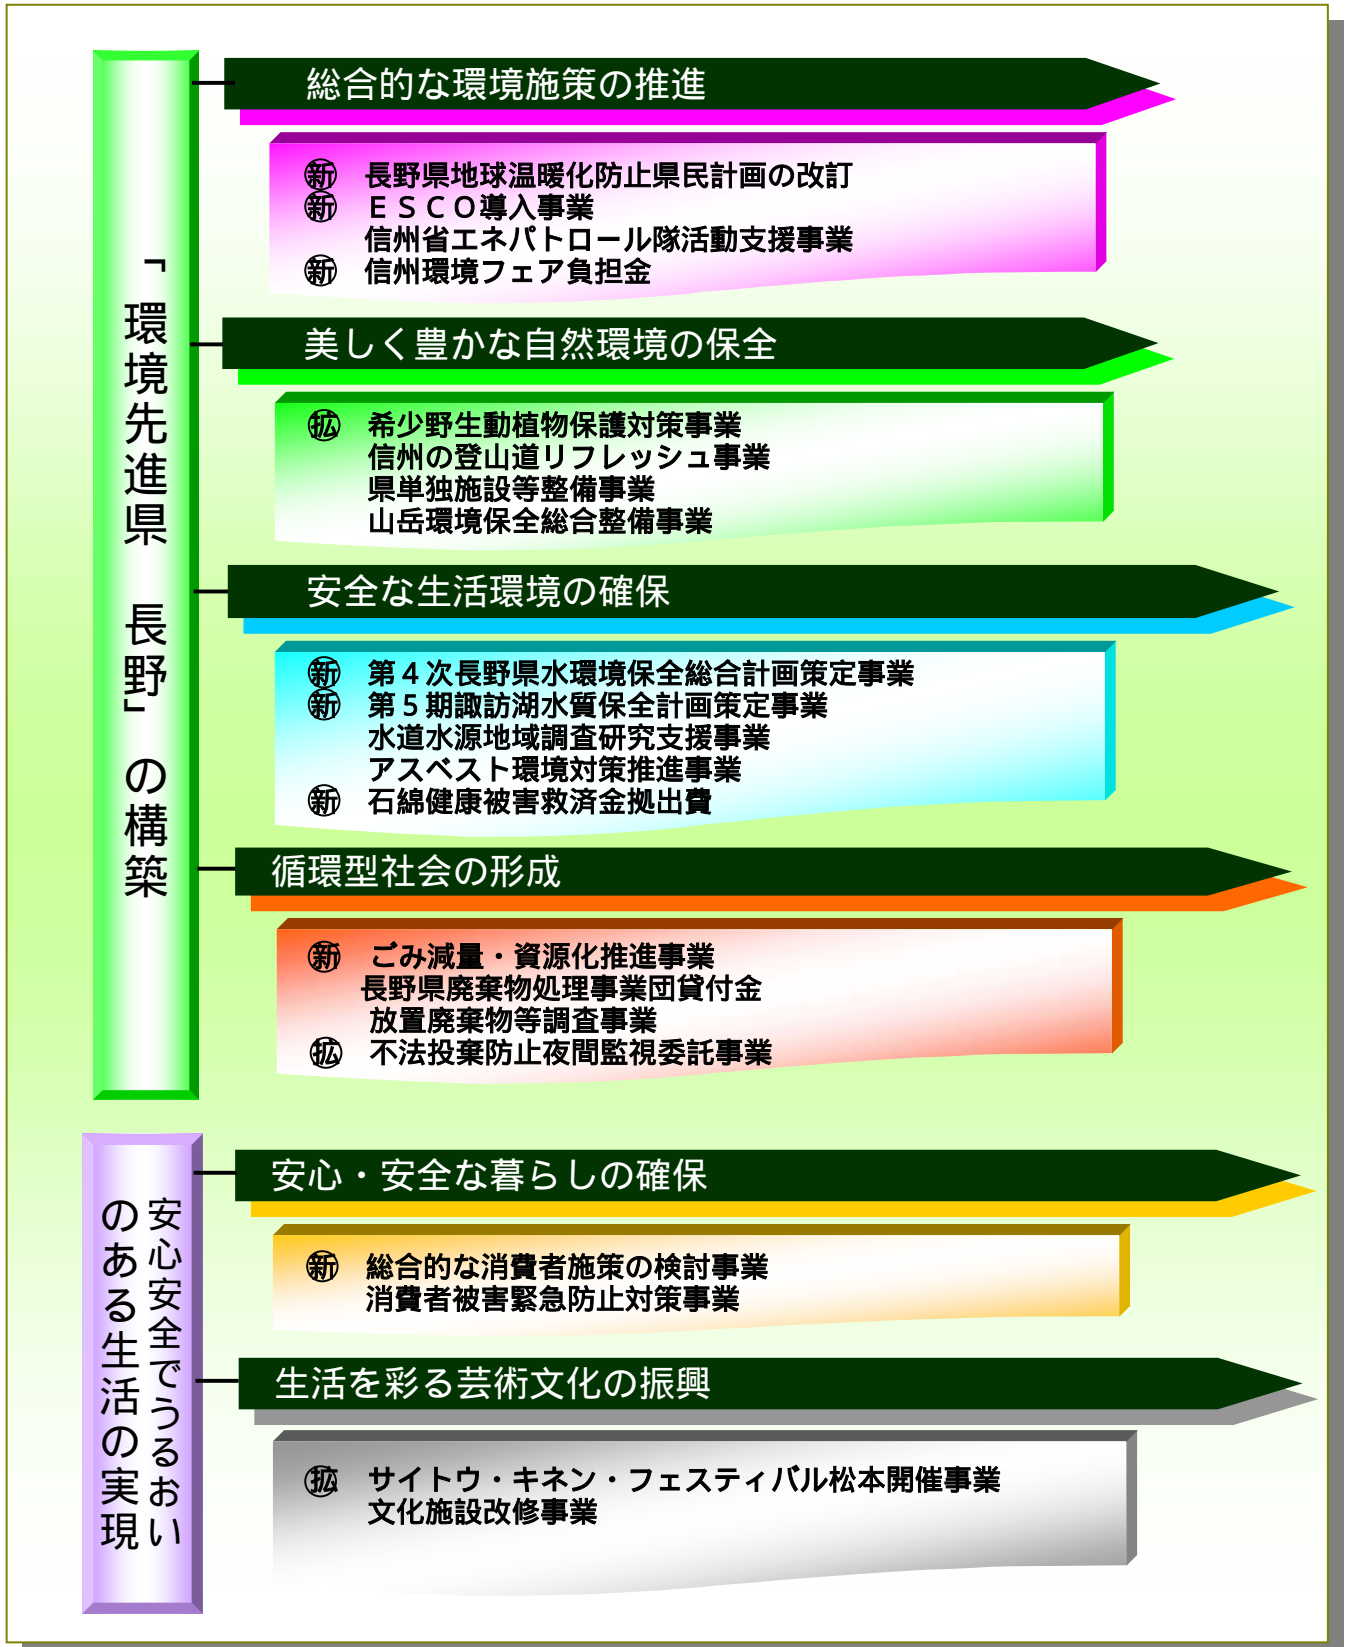 「環境先進県　長野」の構築
総合的な環境施策の推進
㊟新 長野県地球温暖化防止県民計画の改訂
新 ＥＳＣＯ導入事業
信州省エネパトロール隊活動支援事業
新 信州環境フェア負担金
美しく豊かな自然環境の保全
拡 希少野生動植物保護対策事業
信州の登山道リフレッシュ事業
県単独施設等整備事業
山岳環境保全総合整備事業
安全な生活環境の確保
新 第４次長野県水環境保全総合計画策定事業
新 第５期諏訪湖水質保全計画策定事業
水道水源地域調査研究支援事業
アスベスト環境対策推進事業
新 石綿健康被害救済金拠出費
循環型社会の形成
新 ごみ減量・資源化推進事業
長野県廃棄物処理事業団貸付金
放置廃棄物等調査事業
拡 不法投棄防止夜間監視委託事業
安心安全でうるおい
のある生活の実現
安心・安全な暮らしの確保
新 総合的な消費者施策の検討事業
消費者被害緊急防止対策事業
生活を彩る芸術文化の振興
拡 サイトウ・キネン・フェスティバル松本開催事業
文化施設改修事業